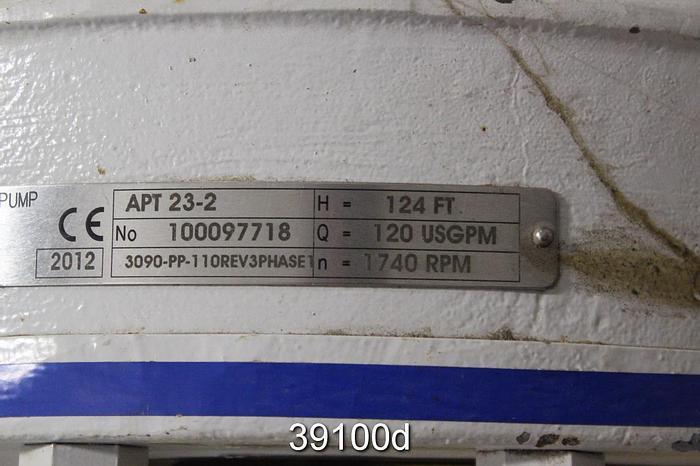 PUMP
CE
2012
APT 23-2 H = 124 FT.
No 100097718 Q = 120 USGPM
3090-PP-110REV3PHASE1 n = 1740 RPM
39100d